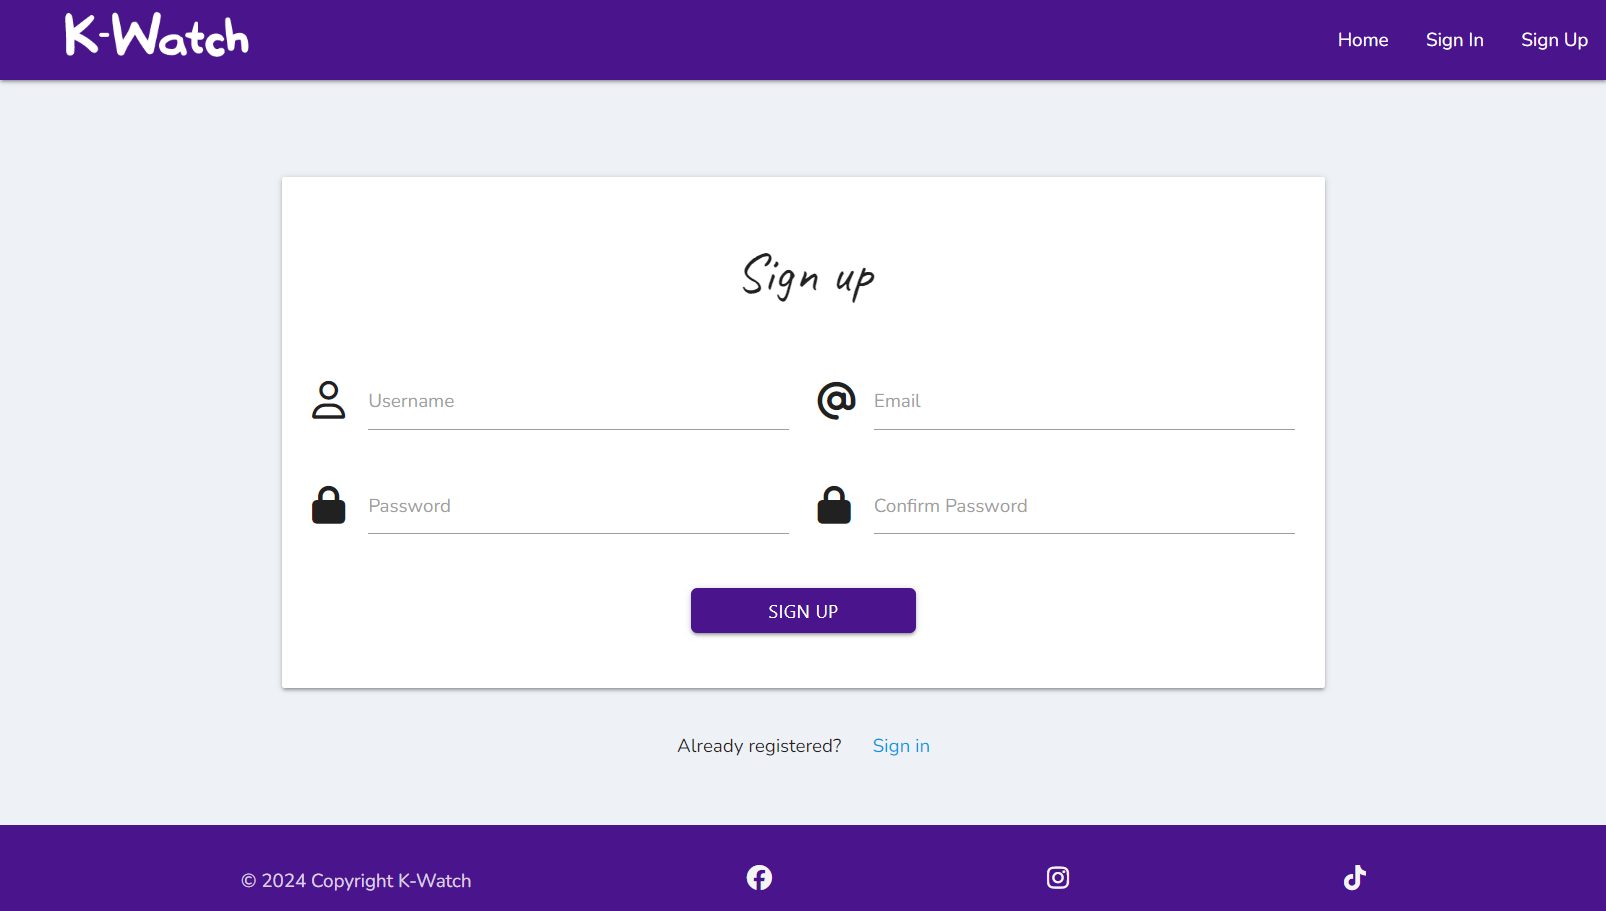 K-Watch
Home Sign In Sign Up
Sign up
Username Email
Password Confirm Password
SIGN UP
Already registered? Sign in
© 2024 Copyright K-Watch